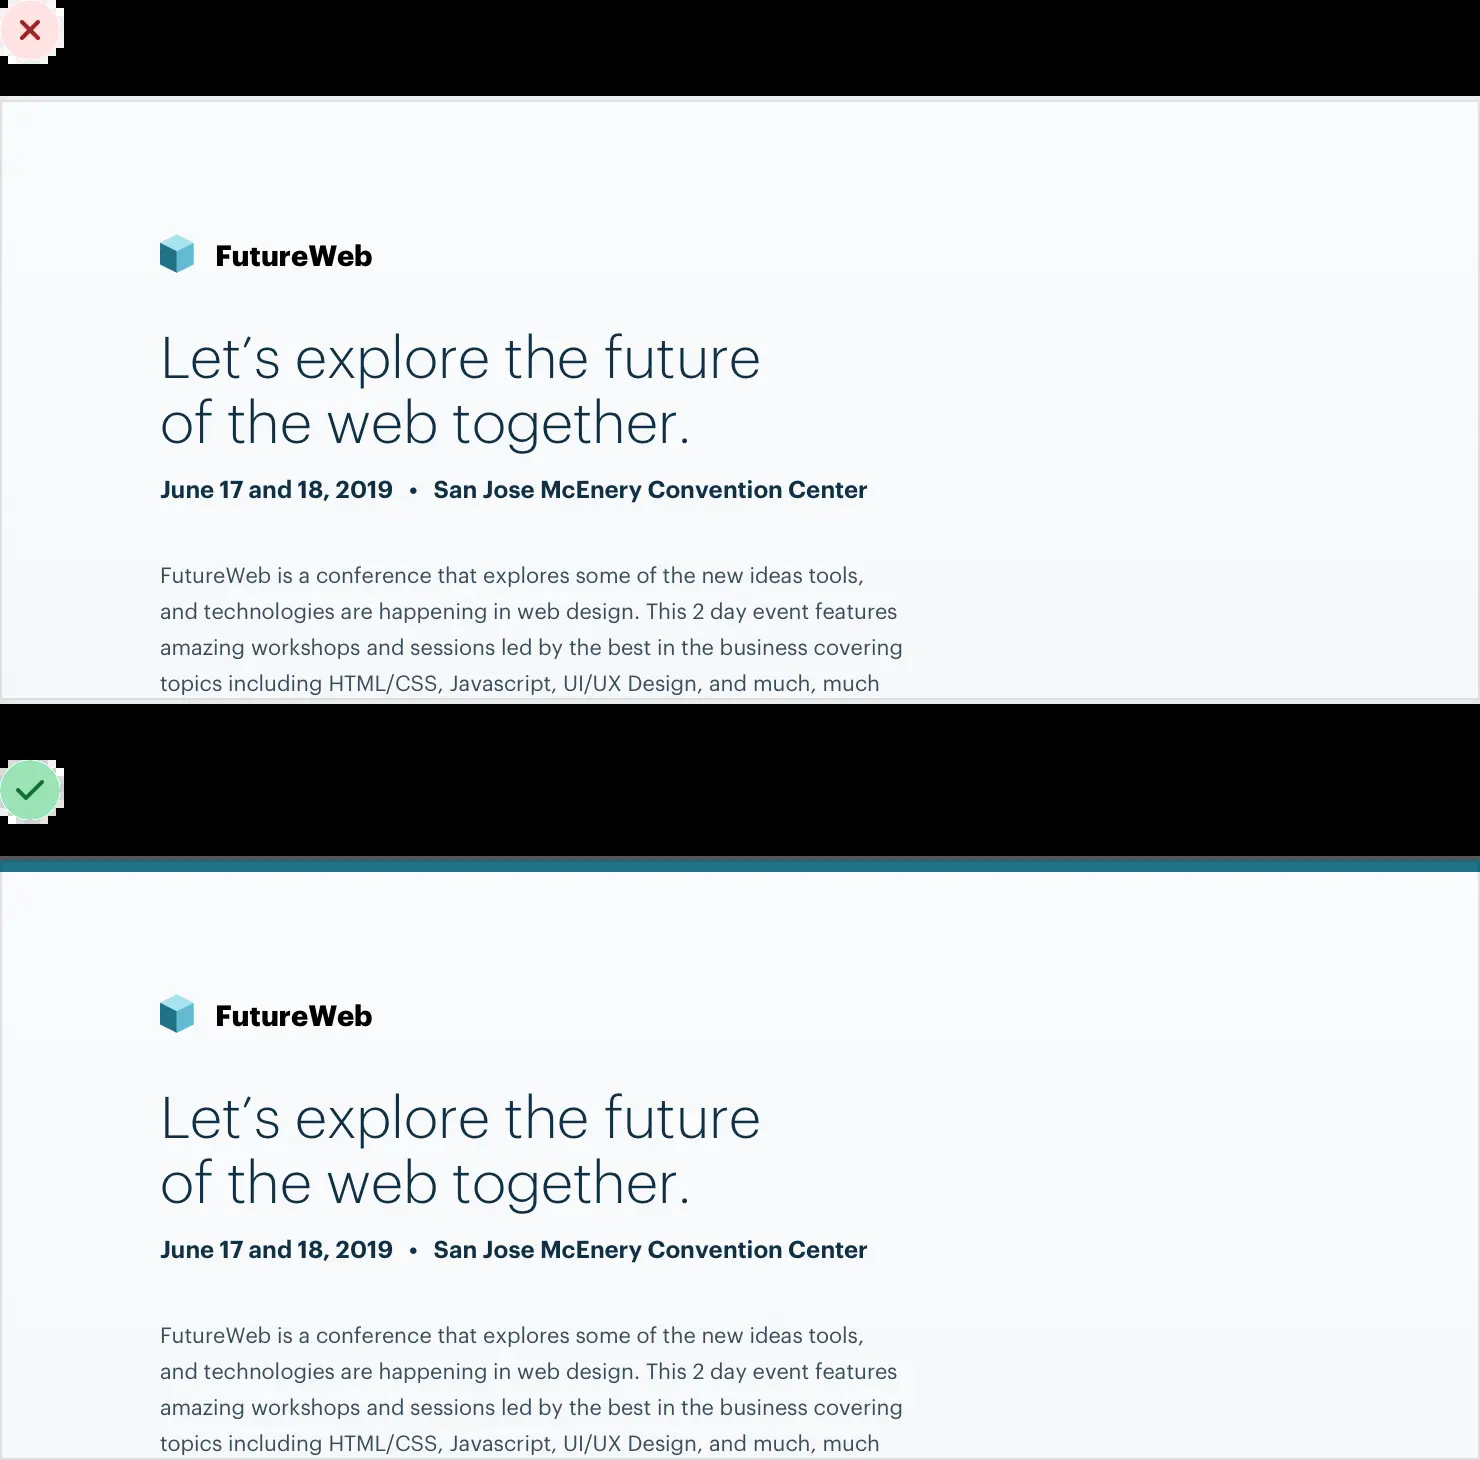 FutureWeb
Let’s explore the future
of the web together.
June 17 and 18, 2019 • San Jose McEnery Convention Center
FutureWeb is a conference that explores some of the new ideas tools,
and technologies are happening in web design. This 2 day event features
amazing workshops and sessions led by the best in the business covering
topics including HTML/CSS, Javascript, UI/UX Design, and much, much
FutureWeb
Let’s explore the future
of the web together.
June 17 and 18, 2019 • San Jose McEnery Convention Center
FutureWeb is a conference that explores some of the new ideas tools,
and technologies are happening in web design. This 2 day event features
amazing workshops and sessions led by the best in the business covering
topics including HTML/CSS, Javascript, UI/UX Design, and much, much